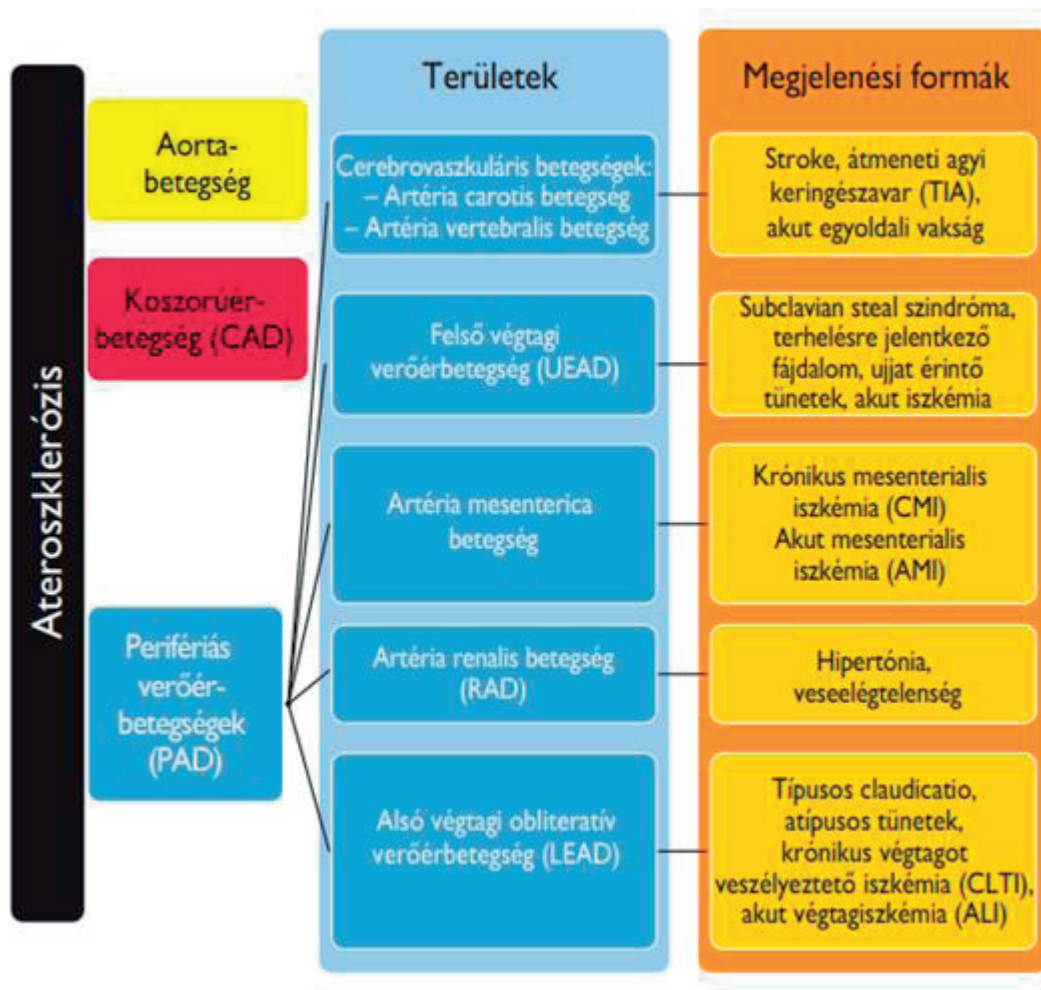 Ateroszklerózis
Aorta-
betegség
Koszorúér-
betegség (CAD)
Perifériás
verőér-
betegségek
(PAD)
Területek
Cerebrovaszkuláris betegségek:
– Artéria carotis betegség
– Artéria vertebralis betegség
Felső végtagi
verőérbetegség (UEAD)
Artéria mesenterica
betegség
Artéria renalis betegség
(RAD)
Alsó végtagi obliteratív
verőérbetegség (LEAD)
Megjelenési formák
Stroke, átmeneti agyi
keringészavar (TIA),
akut egyoldali vakság
Subclavian steal szindróma,
terhelésre jelentkező
fájdalom, ujjat érintő
tünetek, akut iszkémia
Krónikus mesenterialis
iszkémia (CMI)
Akut mesenterialis
iszkémia (AMI)
Hipertónia,
veseelégtelenség
Típusos claudicatio,
atípusos tünetek,
krónikus végtagot
veszélyeztető iszkémia (CLTI),
akut végtagiszkémia (ALI)